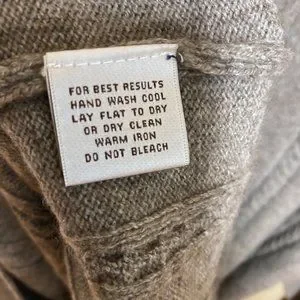 FOR BEST RESULTS
HAND WASH COOL
LAY FLAT TO DRY
OR DRY CLEAN
WARM IRON
DO NOT BLEACH